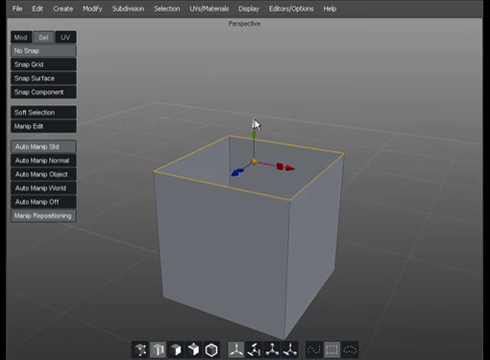 File Edit Create Modify Subdivision Selection UVs/Materials Display Editors/Options Help
Perspective
Mod Sel UV
No Snap
Snap Grid
Snap Surface
Snap Component
Soft Selection
Manip Edit
Auto Manip Std
Auto Manip Normal
Auto Manip Object
Auto Manip World
Auto Manip Off
Manip Repositioning